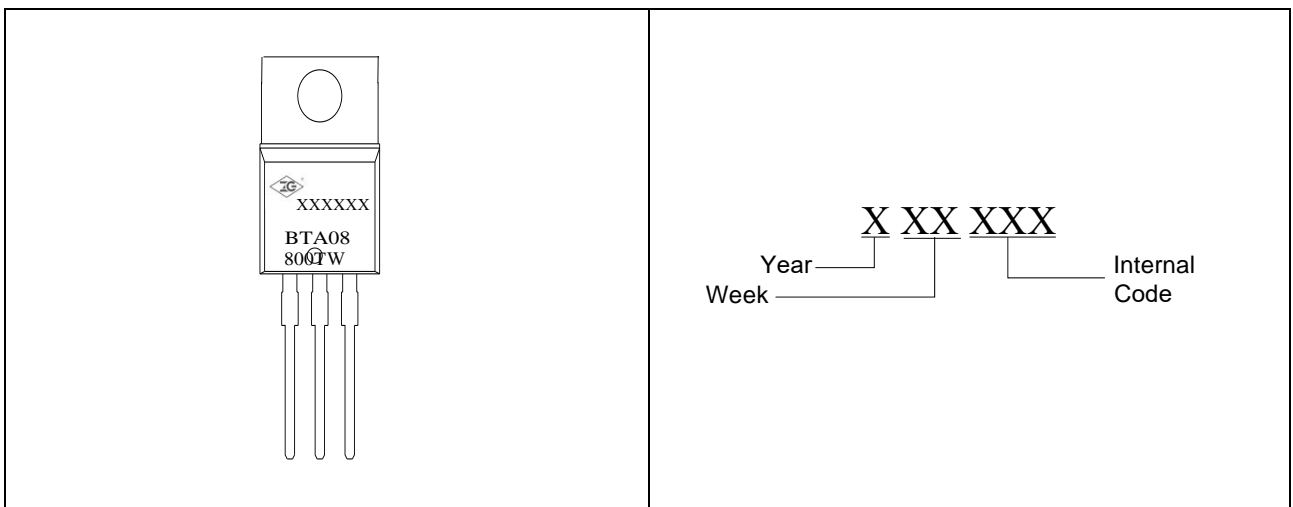 XXXXXX
BTA08
800TW
X XX XXX
Year
Week
Internal
Code